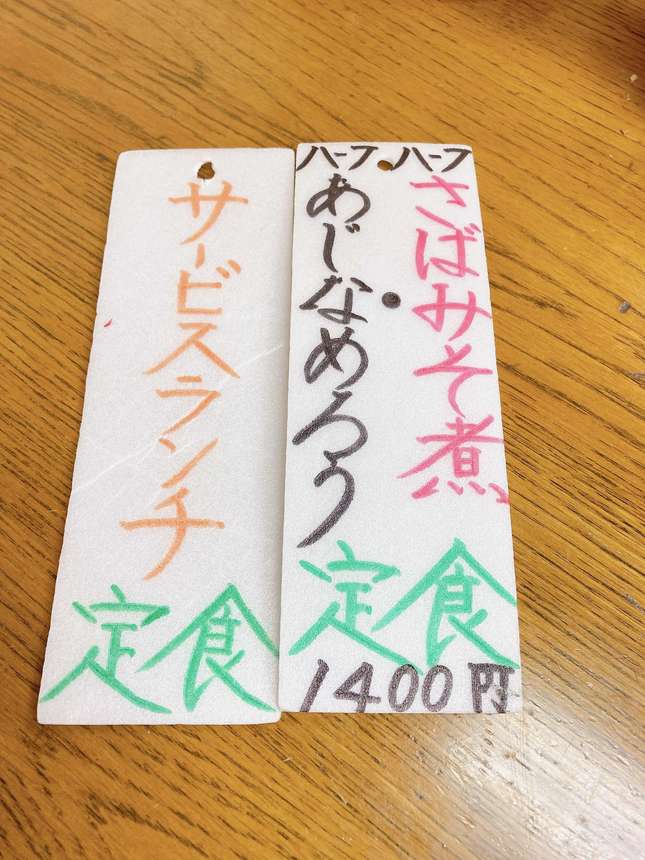 サービスランチ
定食
ハーフ
さばみそ煮
・
ハーフ
あじなめろう
定食
1400円